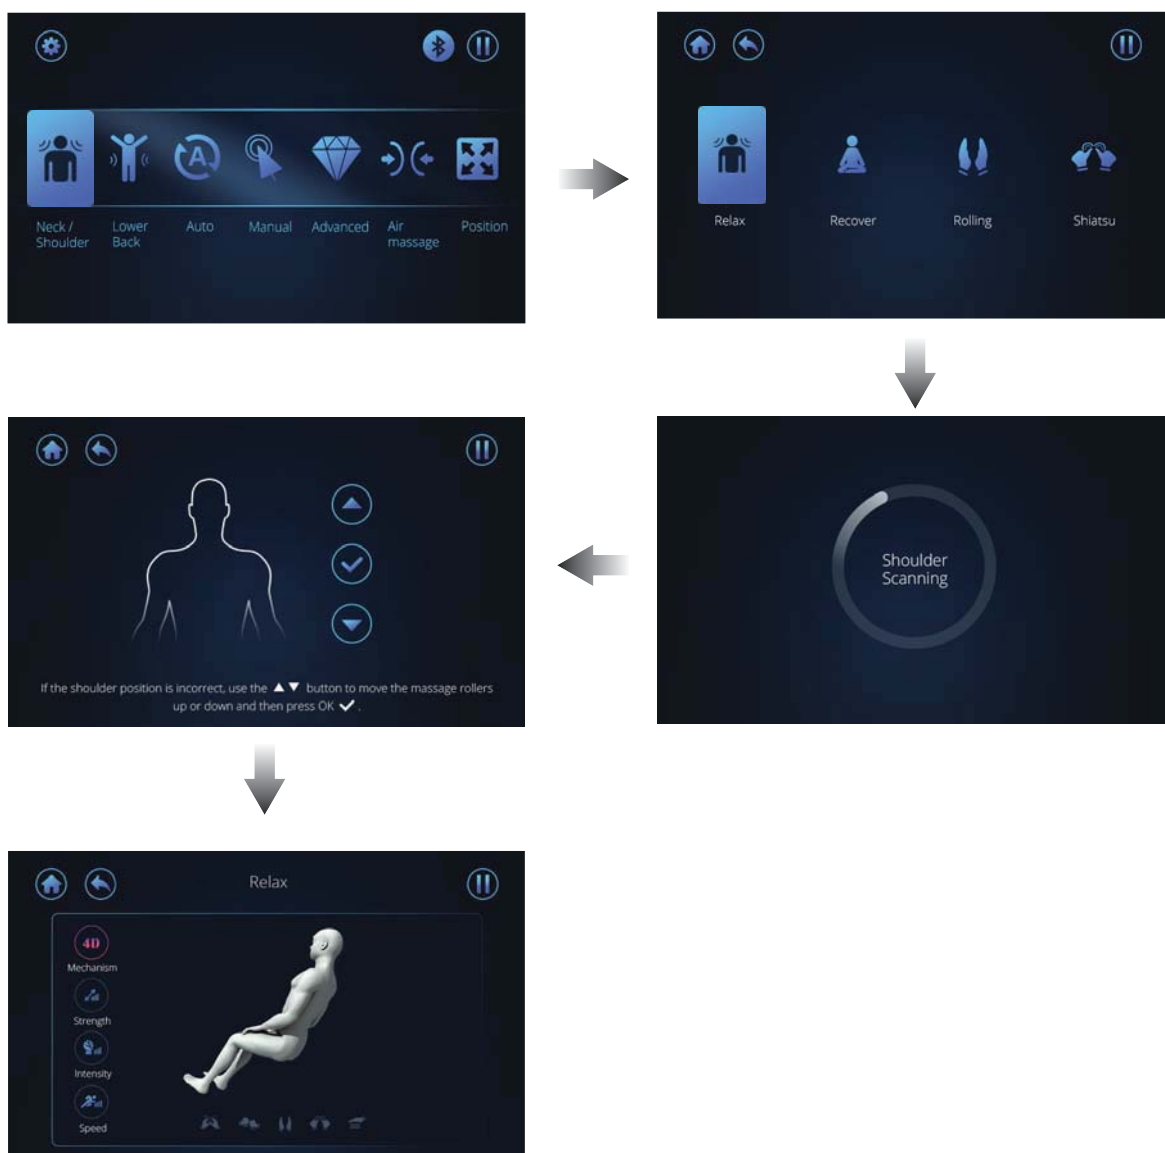 Neck /
Shoulder
Lower
Back
A
Auto
Manual
Advanced
Air
massage
Position
Relax
Recover
Rolling
Shiatsu
If the shoulder position is incorrect, use the ▲ ▼ button to move the massage rollers
up or down and then press OK ✔ .
Shoulder
Scanning
Relax
4D
Mechanism
Strength
Intensity
Speed